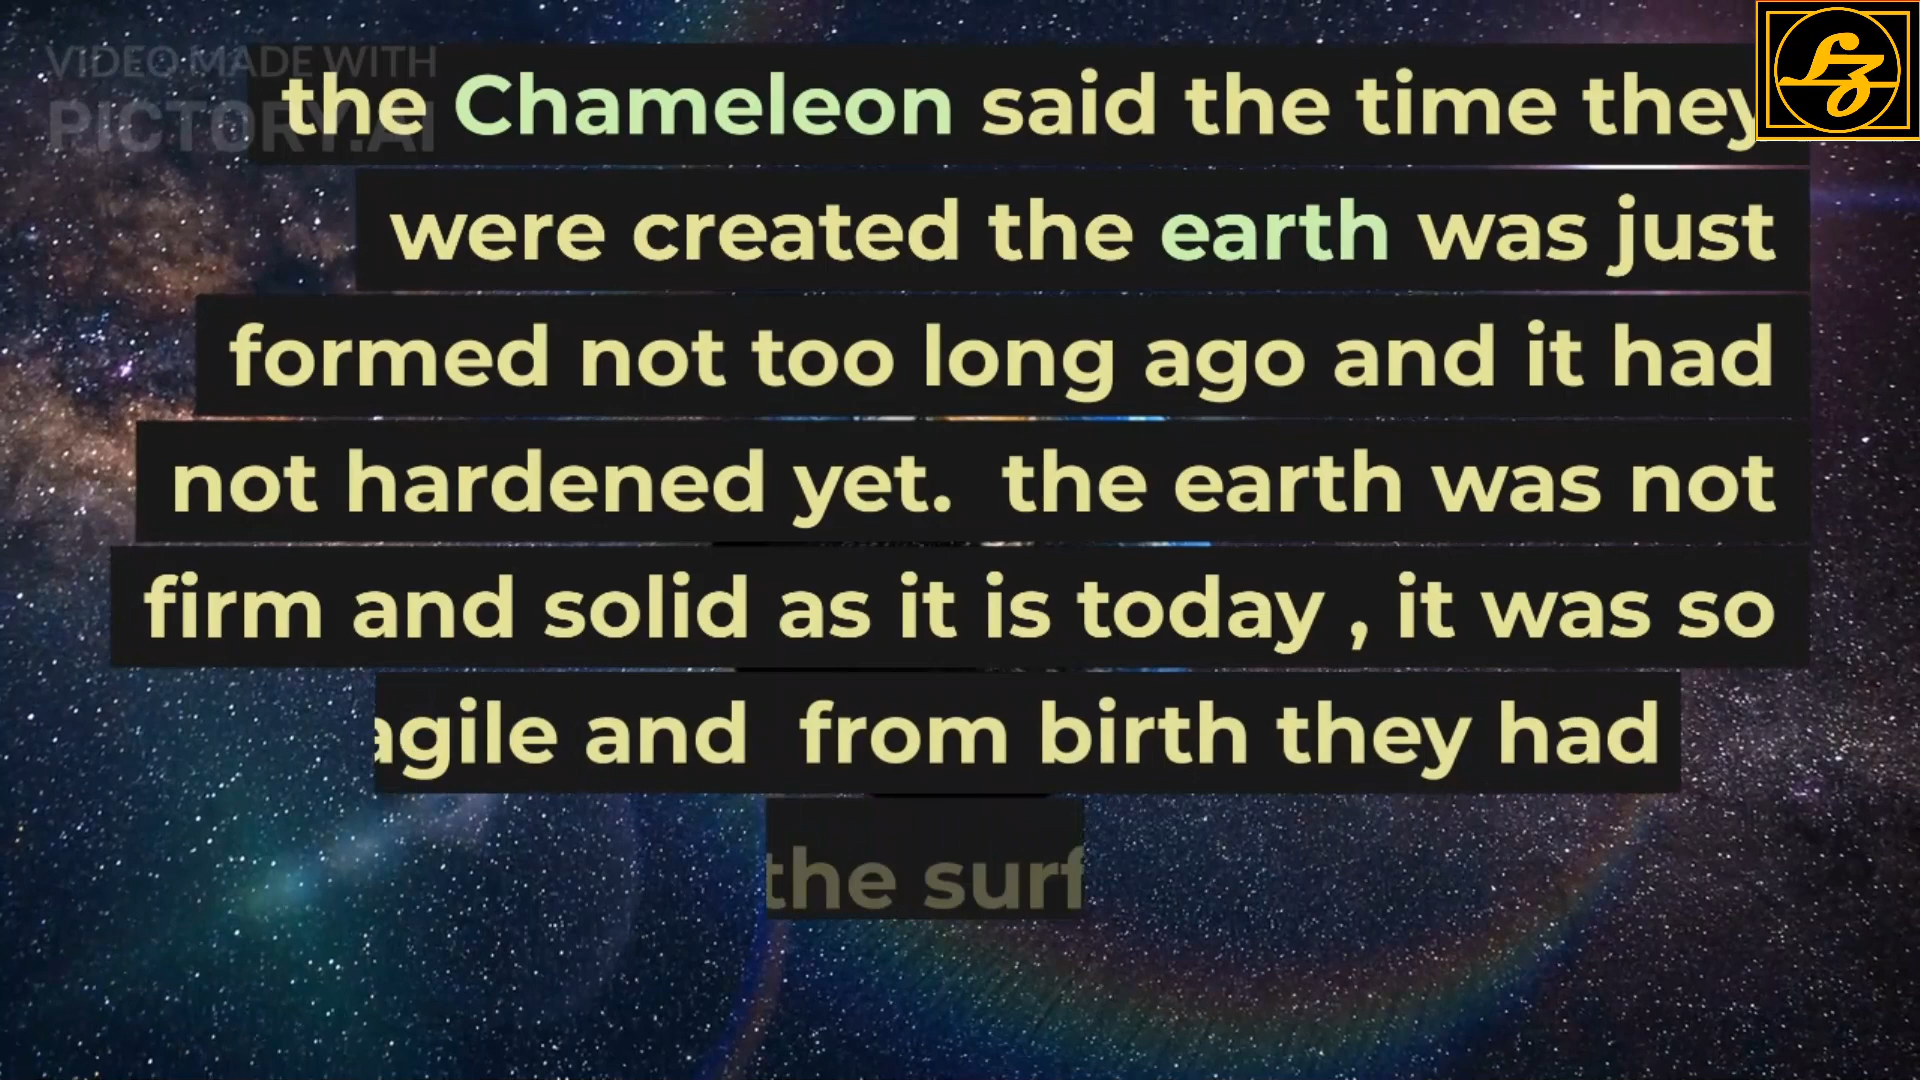 VIDEO MADE WITH
PICTORY.AI
the Chameleon said the time they
were created the earth was just
formed not too long ago and it had
not hardened yet. the earth was not
firm and solid as it is today , it was so
agile and from birth they had
the surf